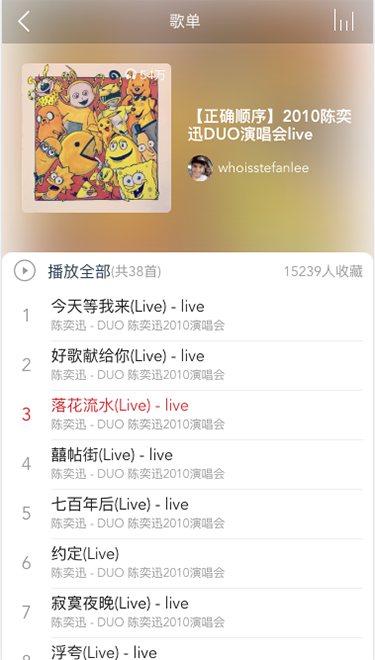 歌单
54万
【正确顺序】2010陈奕
迅DUO演唱会live
whoisstefanlee
播放全部(共38首)
15239人收藏
1
今天等我来(Live) - live
陈奕迅 - DUO 陈奕迅2010演唱会
2
好歌献给你(Live) - live
陈奕迅 - DUO 陈奕迅2010演唱会
3
落花流水(Live) - live
陈奕迅 - DUO 陈奕迅2010演唱会
4
囍帖街(Live) - live
陈奕迅 - DUO 陈奕迅2010演唱会
5
七百年后(Live) - live
陈奕迅 - DUO 陈奕迅2010演唱会
6
约定(Live)
陈奕迅 - DUO 陈奕迅2010演唱会
7
寂寞夜晚(Live) - live
陈奕迅 - DUO 陈奕迅2010演唱会
8
浮夸(Live) - live